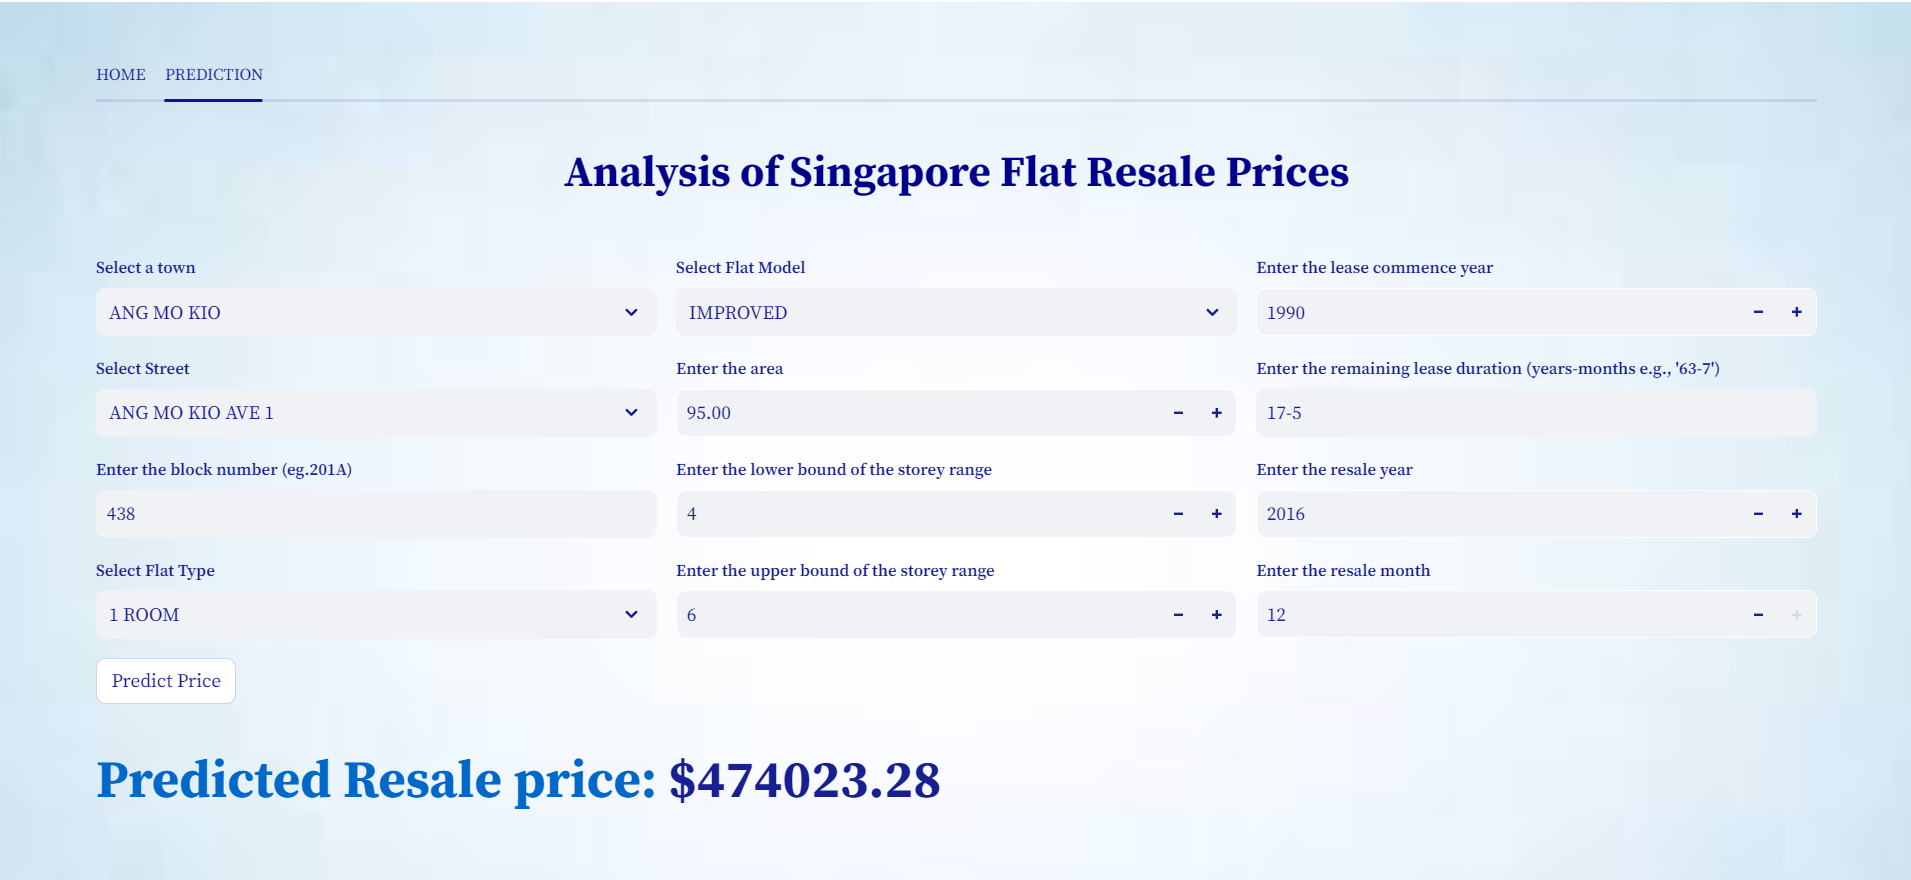 HOME PREDICTION
Analysis of Singapore Flat Resale Prices
Select a town
ANG MO KIO
Select Street
ANG MO KIO AVE 1
Enter the block number (eg.201A)
438
Select Flat Type
1 ROOM
Select Flat Model
IMPROVED
Enter the area
95.00
Enter the lower bound of the storey range
4
Enter the upper bound of the storey range
6
Enter the lease commence year
1990
Enter the remaining lease duration (years-months e.g., '63-7')
17-5
Enter the resale year
2016
Enter the resale month
12
Predict Price
Predicted Resale price: $474023.28